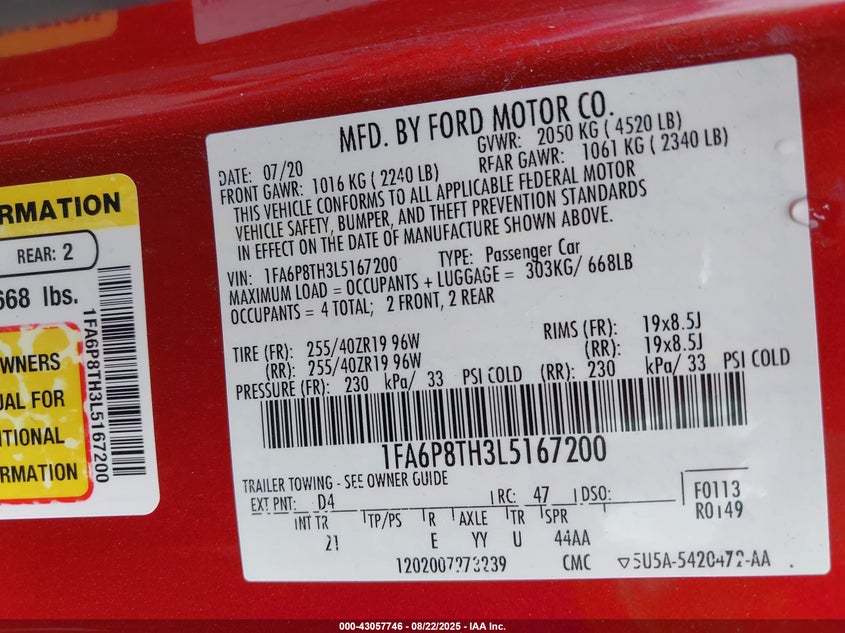 RMATION
REAR: 2
668 lbs.
1FA6P8TH3L5167200
OWNERS
UAL FOR
ITIONAL
FORMATION
MFD. BY FORD MOTOR CO.
DATE: 07/20 GVWR: 2050 KG ( 4520 LB)
FRONT GAWR: 1016 KG ( 2240 LB) RFAR GAWR: 1061 KG ( 2340 LB)
THIS VEHICLE CONFORMS TO ALL APPLICABLE FEDERAL MOTOR
VEHICLE SAFETY, BUMPER, AND THEFT PREVENTION STANDARDS
IN EFFECT ON THE DATE OF MANUFACTURE SHOWN ABOVE.
VIN: 1FA6P8TH3L5167200 TYPE: Passenger Car
MAXIMUM LOAD = OCCUPANTS + LUGGAGE = 303KG/ 668LB
OCCUPANTS = 4 TOTAL; 2 FRONT, 2 REAR
TIRE (FR): 255/40ZR19 96W RIMS (FR): 19x8.5J
(RR): 255/40ZR19 96W (RR): 19x8.5J
PRESSURE (FR): 230 kPa/ 33 PSI COLD (RR): 230 kPa/ 33 PSI COLD
1FA6P8TH3L5167200
TRAILER TOWING - SEE OWNER GUIDE
EXT PNT: D4 RC: 47 DSO: F0113
INT TR TP/PS R AXLE TR SPR R0149
21 E YY U 44AA
1202007273239 CMC 5U5A-5420472-AA
000-43057746 - 08/22/2025 - IAA Inc.